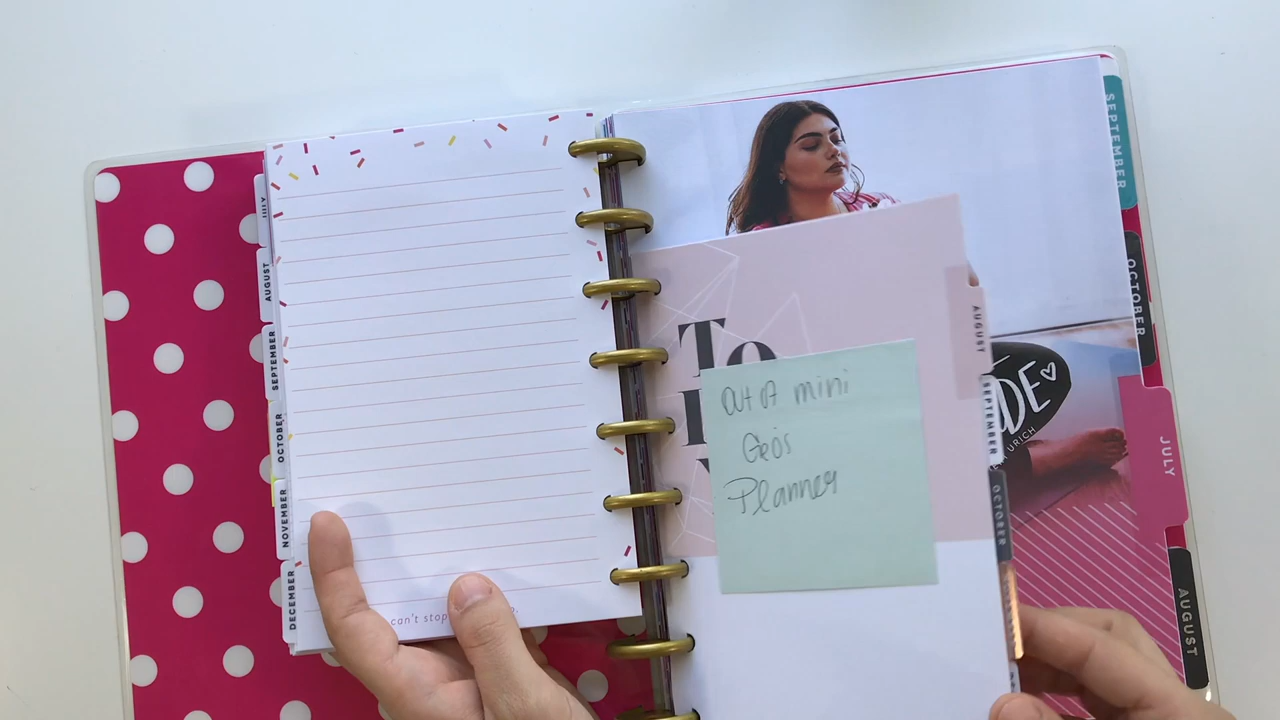 JULY
AUGUST
SEPTEMBER
OCTOBER
NOVEMBER
DECEMBER
can't stop
To
out of mini
Geo's
Planner
AUGUST
SEPTEMBER
OCTOBER
SEPTEMBER
OCTOBER
JULY
AUGUST